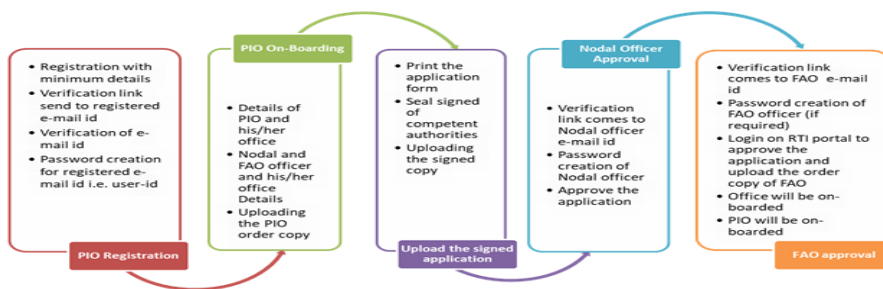 • Registration with
minimum details
• Verification link
send to registered
e-mail id
• Verification of e-
mail id
• Password creation
for registered e-
mail id i.e. user-id
PIO Registration
PIO On-Boarding
• Details of
PIO and
his/her
office
• Nodal and
FAO officer
and his/her
office
Details
• Uploading
the PIO
order copy
• Print the
application
form
• Seal signed
of
competent
authorities
• Uploading
the signed
copy
Upload the signed
application
Nodal Officer
Approval
• Verification
link comes to
Nodal officer
e-mail id
• Password
creation of
Nodal officer
• Approve the
application
• Verification link
comes to FAO e-mail
id
• Password creation of
FAO officer (if
required)
• Login on RTI portal to
approve the
application and
upload the order
copy of FAO
• Office will be on-
boarded
• PIO will be on-
boarded
FAO approval